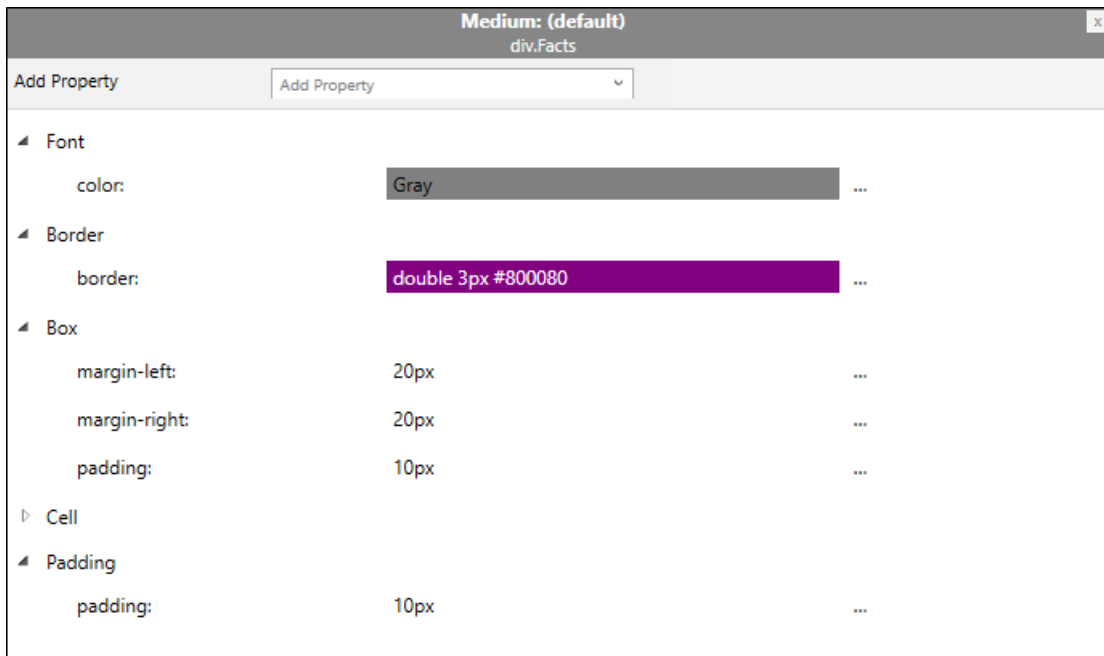 Medium: (default)
div.Facts
x
Add Property Add Property
Font
color: Gray ...
Border
border: double 3px #800080 ...
Box
margin-left: 20px ...
margin-right: 20px ...
padding: 10px ...
Cell
Padding
padding: 10px ...